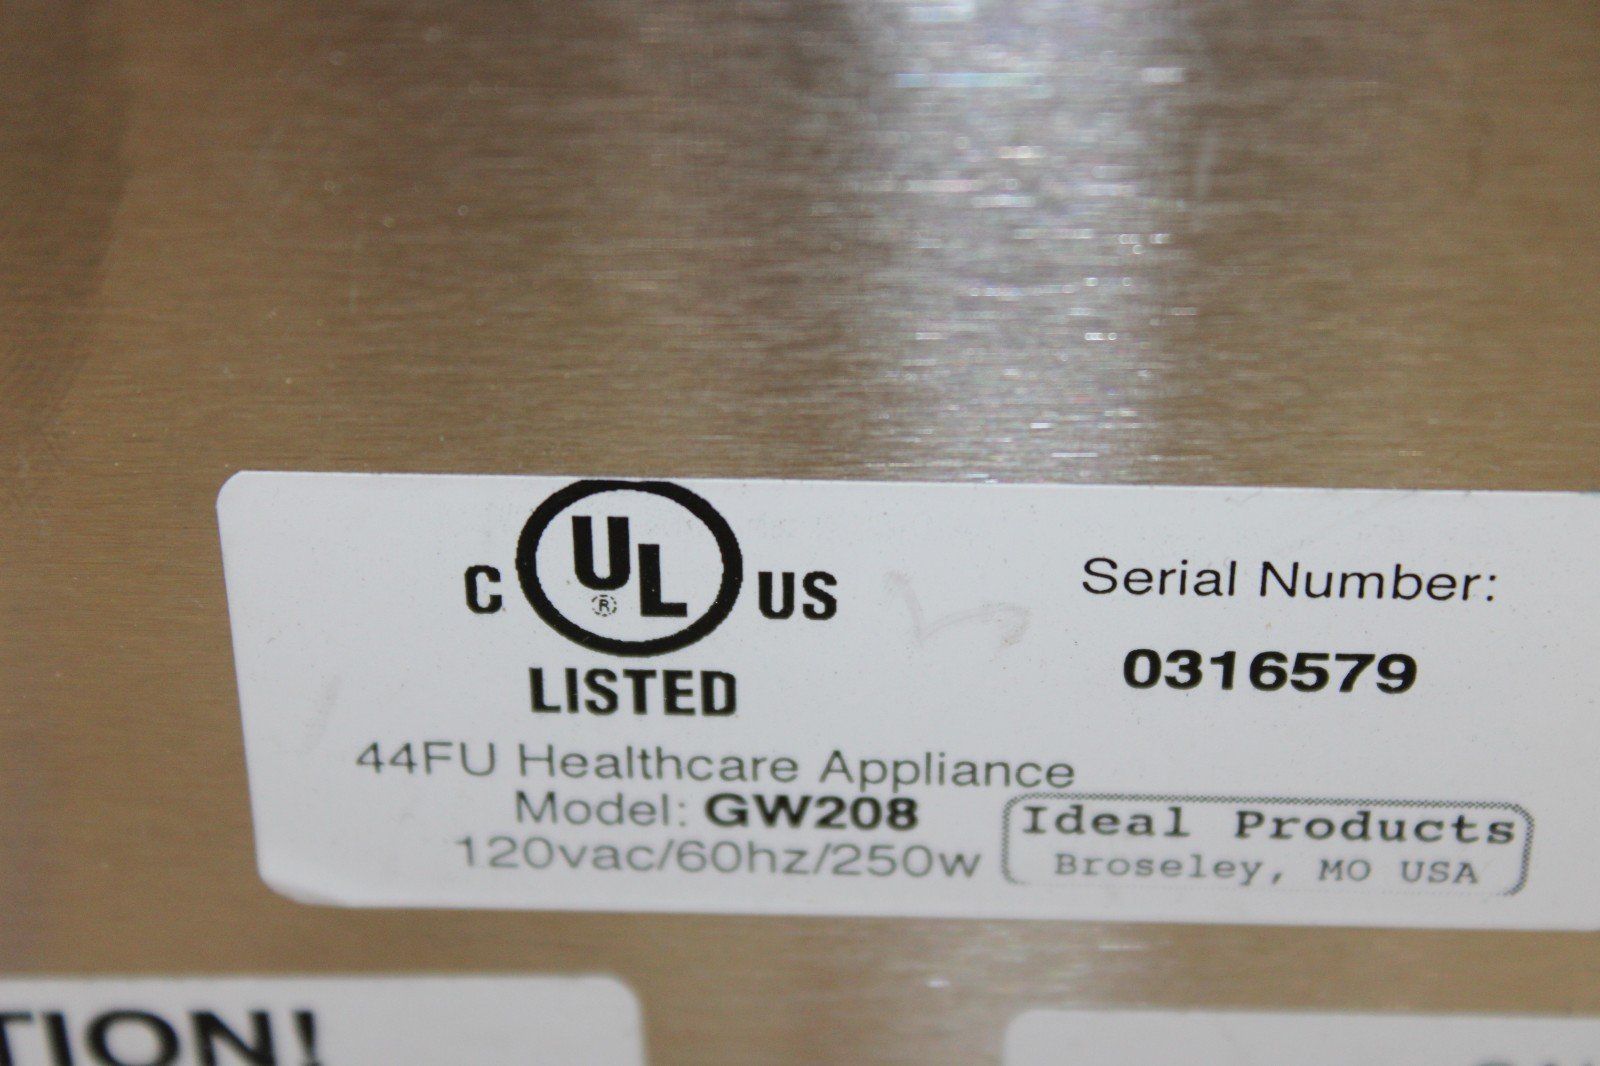 C UL ® US
LISTED
Serial Number:
0316579
44FU Healthcare Appliance
Model: GW208
120vac/60hz/250w
Ideal Products
Broseley, MO USA
TION!